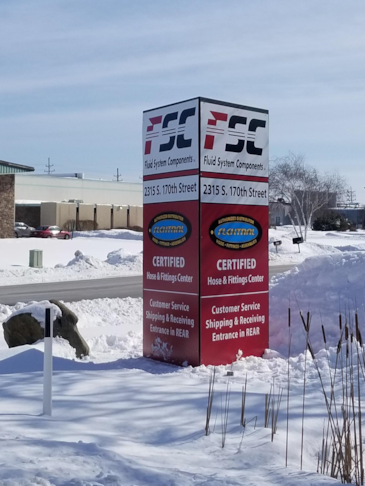 FSC
Fluid System Components
2315 S. 170th Street
CERTIFIED
Hose & Fittings Center
Customer Service
Shipping & Receiving
Entrance in REAR
FSC
Fluid System Components
2315 S. 170th Street
CERTIFIED
Hose & Fittings Center
Customer Service
Shipping & Receiving
Entrance in REAR